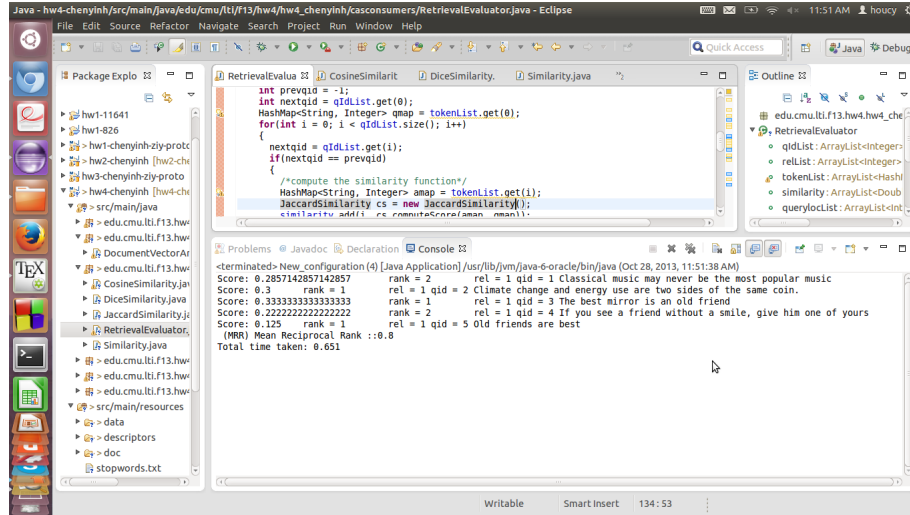 Java - hw4-chenyinh/src/main/java/edu/cmu/lti/f13/hw4/hw4_chenyinh/casconsumers/RetrievalEvaluator.java - Eclipse
11:51 AM houcy
File Edit Source Refactor Navigate Search Project Run Window Help
Quick Access
Java
Debug
Package Explo
RetrievalEvalua
CosineSimilarit
DiceSimilarity.
Similarity.java
»2
Outline
hw1-11641
hw1-826
> hw1-chenyinh-ziy-proto
> hw2-chenyinh [hw2-che
hw3-chenyinh-ziy-proto
> hw4-chenyinh [hw4-che
> src/main/java
> edu.cmu.lti.f13.hw4
> edu.cmu.lti.f13.hw4
> DocumentVectorAr
> edu.cmu.lti.f13.hw4
> CosineSimilarity.jav
> DiceSimilarity.java
> JaccardSimilarity.ja
> RetrievalEvaluator.
> Similarity.java
> edu.cmu.lti.f13.hw4
> edu.cmu.lti.f13.hw4
> edu.cmu.lti.f13.hw4
> src/main/resources
> data
> descriptors
> doc
stopwords.txt
int prevqid = -1;
int nextqid = qIdList.get(0);
HashMap<String, Integer> qmap = tokenList.get(0);
for(int i = 0; i < qIdList.size(); i++)
{
nextqid = qIdList.get(i);
if(nextqid == prevqid)
{
/*compute the similarity function*/
HashMap<String, Integer> amap = tokenList.get(i);
JaccardSimilarity cs = new JaccardSimilarity();
similarity.add(i, cs.computeScore(amap, qmap));
edu.cmu.lti.f13.hw4.hw4_che
RetrievalEvaluator
qIdList : ArrayList<Integer>
relList : ArrayList<Integer>
tokenList : ArrayList<Hashl
similarity : ArrayList<Doub
querylocList : ArrayList<Int
Problems
Javadoc
Declaration
Console
<terminated> New_configuration (4) [Java Application] /usr/lib/jvm/java-6-oracle/bin/java (Oct 28, 2013, 11:51:38 AM)
Score: 0.2857142857142857 rank = 2 rel = 1 qid = 1 Classical music may never be the most popular music
Score: 0.3 rank = 1 rel = 1 qid = 2 Climate change and energy use are two sides of the same coin.
Score: 0.3333333333333333 rank = 1 rel = 1 qid = 3 The best mirror is an old friend
Score: 0.2222222222222222 rank = 2 rel = 1 qid = 4 If you see a friend without a smile, give him one of yours
Score: 0.125 rank = 1 rel = 1 qid = 5 Old friends are best
(MRR) Mean Reciprocal Rank ::0.8
Total time taken: 0.651
Writable
Smart Insert
134 : 53